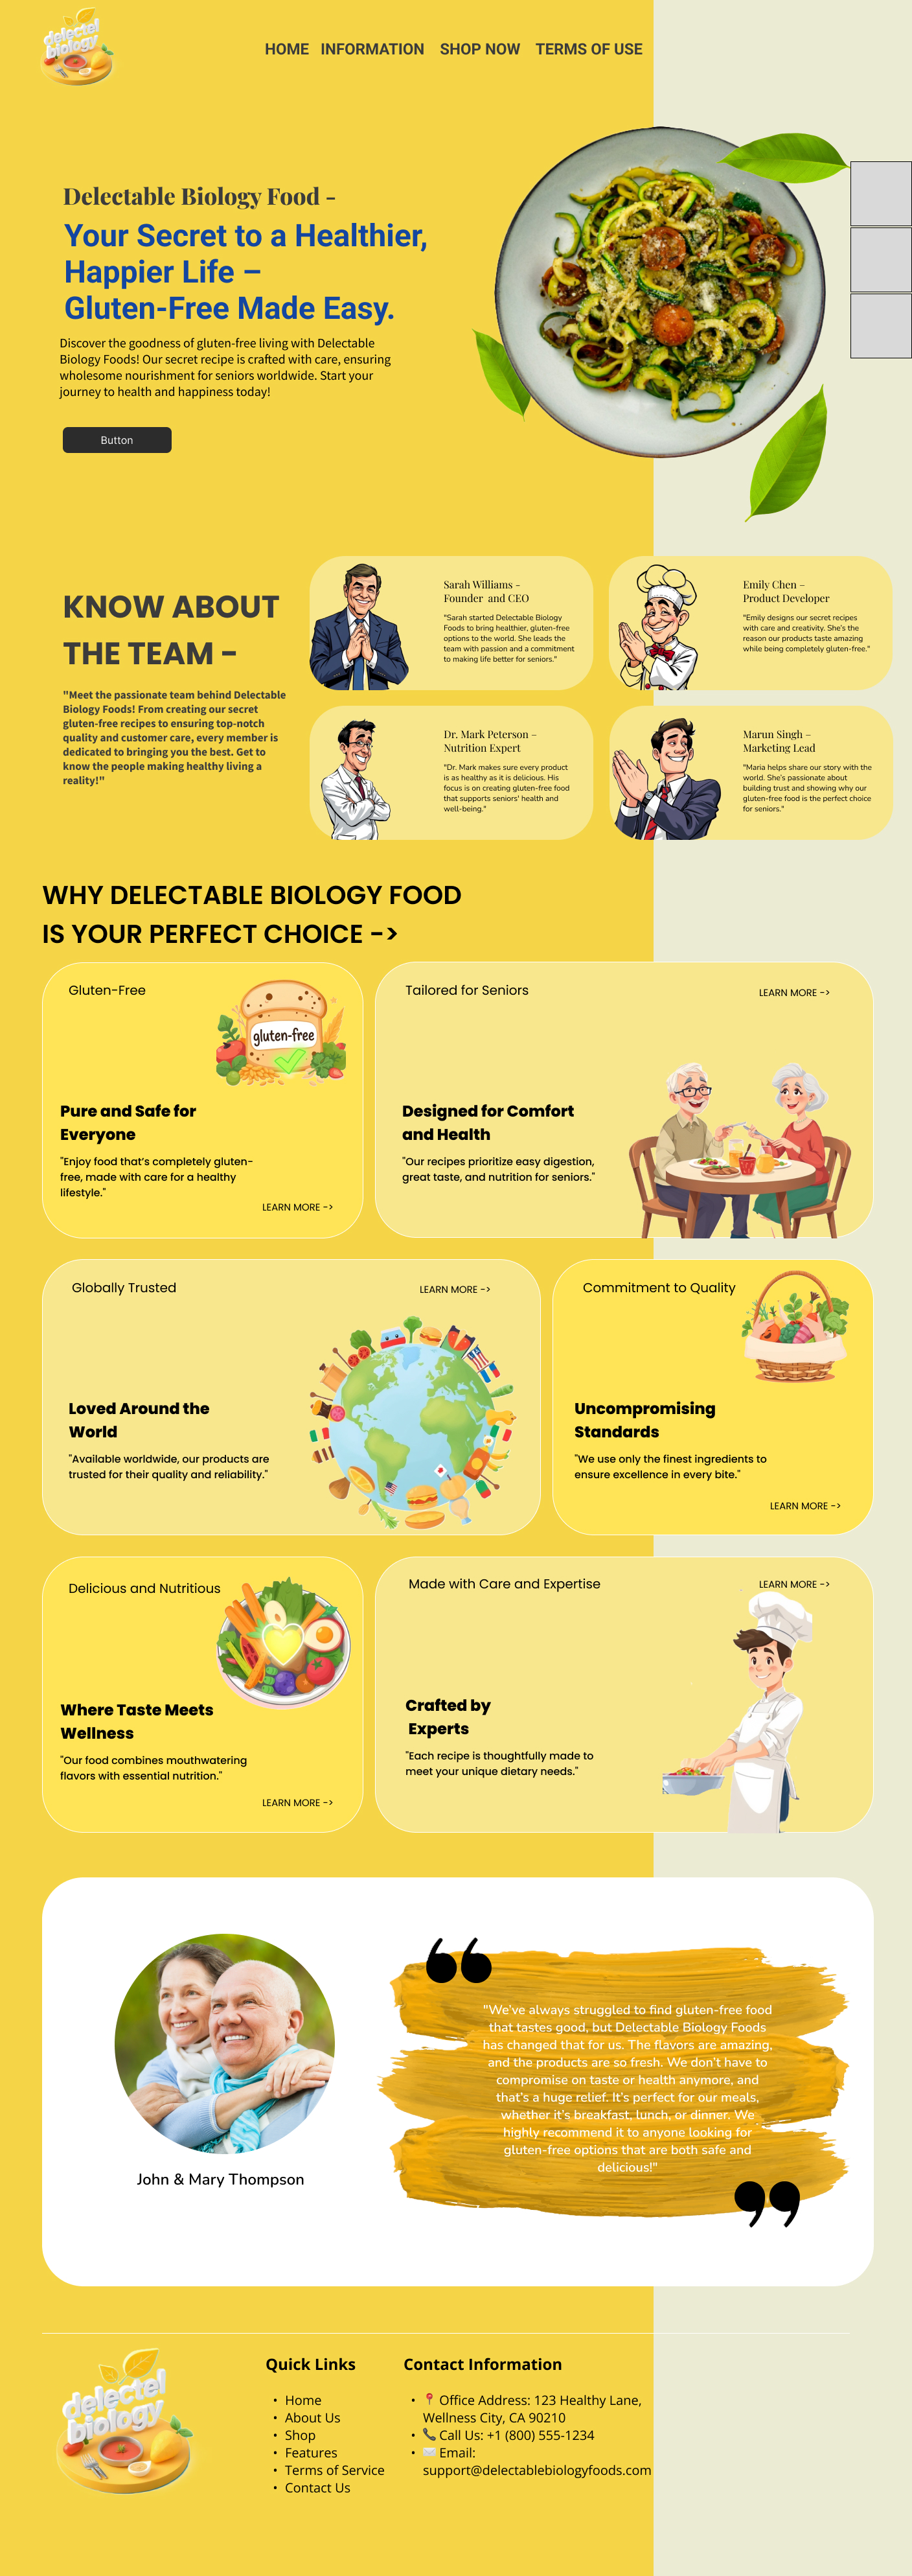 delectel
biology
HOME INFORMATION SHOP NOW TERMS OF USE
Delectable Biology Food -
Your Secret to a Healthier,
Happier Life –
Gluten-Free Made Easy.
Discover the goodness of gluten-free living with Delectable
Biology Foods! Our secret recipe is crafted with care, ensuring
wholesome nourishment for seniors worldwide. Start your
journey to health and happiness today!
Button
KNOW ABOUT
THE TEAM -
"Meet the passionate team behind Delectable
Biology Foods! From creating our secret
gluten-free recipes to ensuring top-notch
quality and customer care, every member is
dedicated to bringing you the best. Get to
know the people making healthy living a
reality!"
Sarah Williams -
Founder and CEO
"Sarah started Delectable Biology
Foods to bring healthier, gluten-free
options to the world. She leads the
team with passion and a commitment
to making life better for seniors."
Emily Chen –
Product Developer
"Emily designs our secret recipes
with care and creativity. She's the
reason our products taste amazing
while being completely gluten-free."
Dr. Mark Peterson –
Nutrition Expert
"Dr. Mark makes sure every product
is as healthy as it is delicious. His
focus is on creating gluten-free food
that supports seniors' health and
well-being."
Marun Singh –
Marketing Lead
"Maria helps share our story with the
world. She's passionate about
building trust and showing why our
gluten-free food is the perfect choice
for seniors."
WHY DELECTABLE BIOLOGY FOOD
IS YOUR PERFECT CHOICE ->
Gluten-Free
gluten-free
Pure and Safe for
Everyone
"Enjoy food that's completely gluten-
free, made with care for a healthy
lifestyle."
LEARN MORE ->
Tailored for Seniors
LEARN MORE ->
Designed for Comfort
and Health
"Our recipes prioritize easy digestion,
great taste, and nutrition for seniors."
Globally Trusted
LEARN MORE ->
Loved Around the
World
"Available worldwide, our products are
trusted for their quality and reliability."
Commitment to Quality
Uncompromising
Standards
"We use only the finest ingredients to
ensure excellence in every bite."
LEARN MORE ->
Delicious and Nutritious
Where Taste Meets
Wellness
"Our food combines mouthwatering
flavors with essential nutrition."
LEARN MORE ->
Made with Care and Expertise
LEARN MORE ->
Crafted by
Experts
"Each recipe is thoughtfully made to
meet your unique dietary needs."
"We've always struggled to find gluten-free food
that tastes good, but Delectable Biology Foods
has changed that for us. The flavors are amazing,
and the products are so fresh. We don't have to
compromise on taste or health anymore, and
that's a huge relief. It's perfect for our meals,
whether it's breakfast, lunch, or dinner. We
highly recommend it to anyone looking for
gluten-free options that are both safe and
delicious!"
John & Mary Thompson
delectel
biology
Quick Links
• Home
• About Us
• Shop
• Features
• Terms of Service
• Contact Us
Contact Information
• 📍 Office Address: 123 Healthy Lane,
Wellness City, CA 90210
• 📞 Call Us: +1 (800) 555-1234
• ✉️ Email:
support@delectablebiologyfoods.com